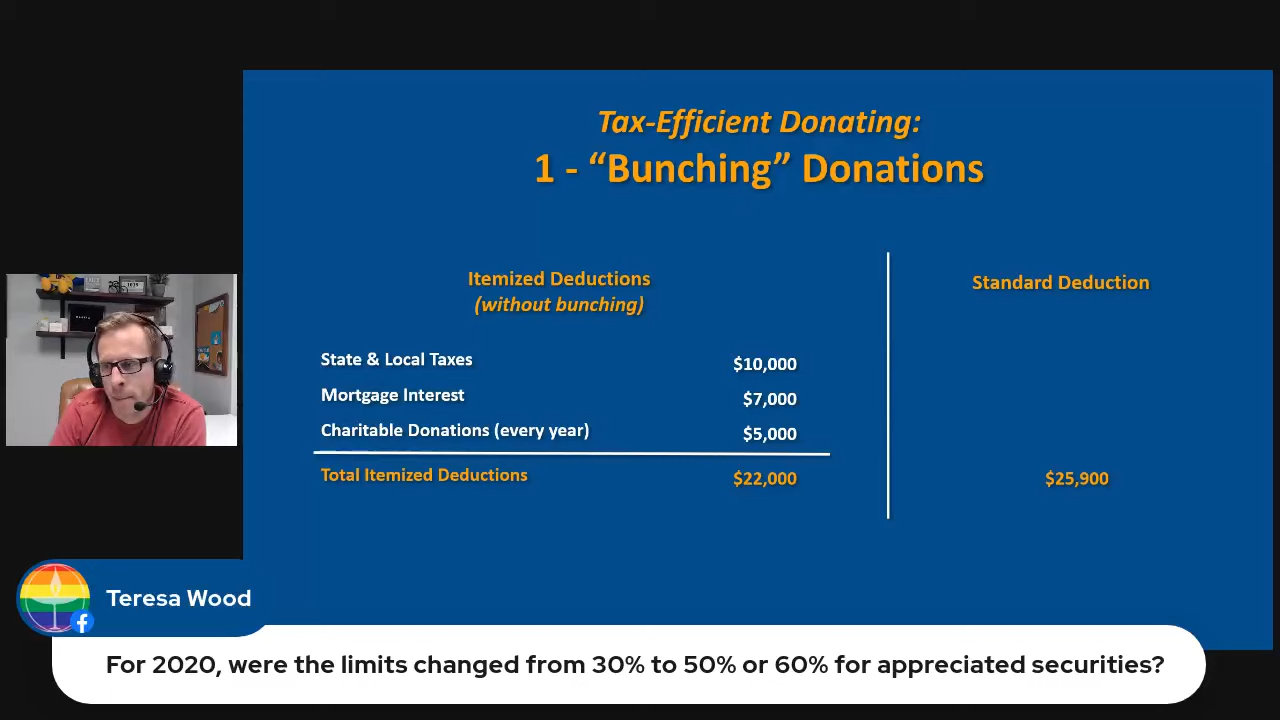 Tax-Efficient Donating:
1 - “Bunching” Donations
Itemized Deductions
(without bunching)
Standard Deduction
State & Local Taxes
$10,000
Mortgage Interest
$7,000
Charitable Donations (every year)
$5,000
Total Itemized Deductions
$22,000
$25,900
Teresa Wood
For 2020, were the limits changed from 30% to 50% or 60% for appreciated securities?